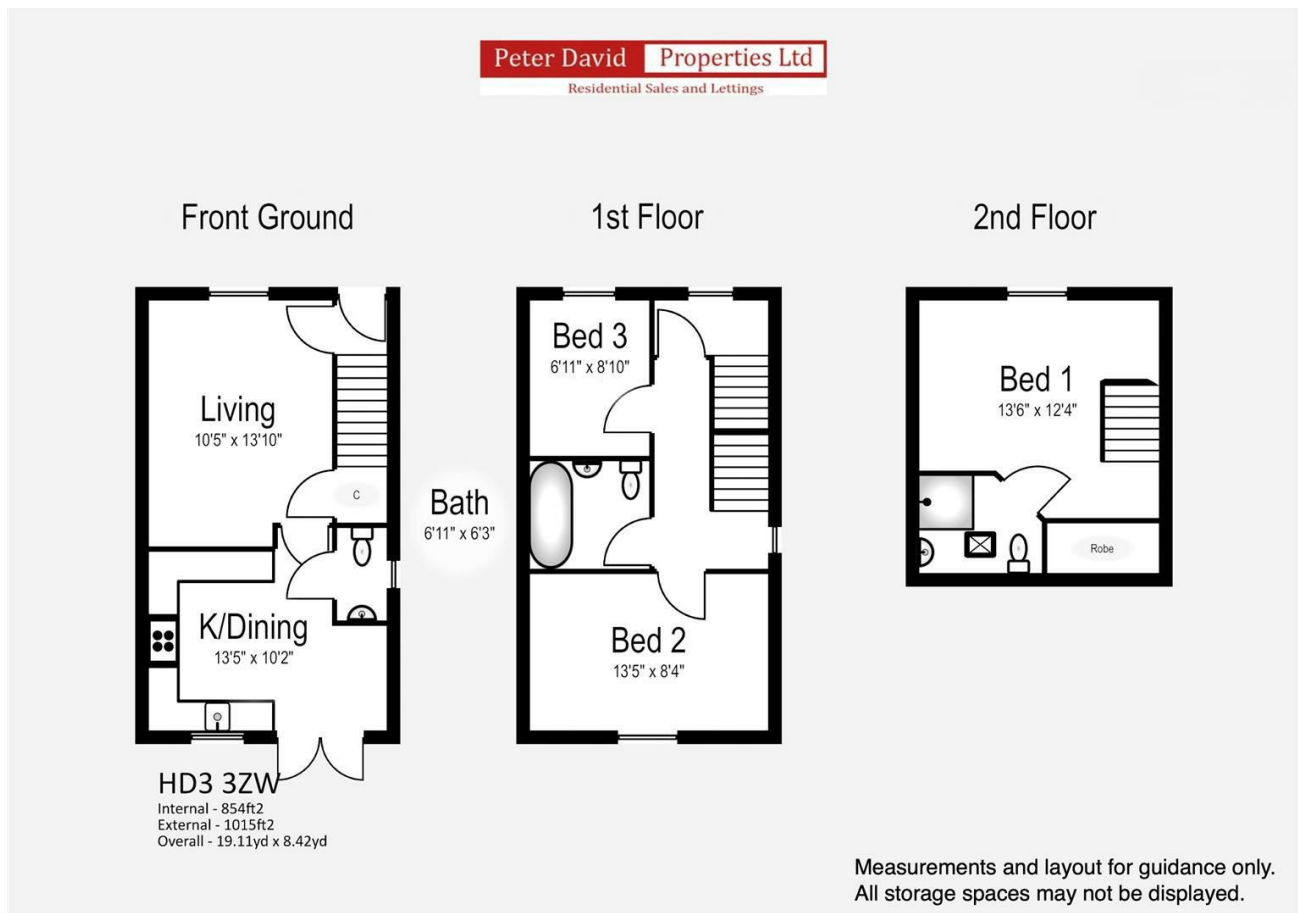 Peter David Properties Ltd
Residential Sales and Lettings
Front Ground
1st Floor
2nd Floor
Living
10'5" x 13'10"
C
K/Dining
13'5" x 10'2"
Bath
6'11" x 6'3"
Bed 3
6'11" x 8'10"
Bed 2
13'5" x 8'4"
Bed 1
13'6" x 12'4"
Robe
HD3 3ZW
Internal - 854ft2
External - 1015ft2
Overall - 19.11yd x 8.42yd
Measurements and layout for guidance only.
All storage spaces may not be displayed.